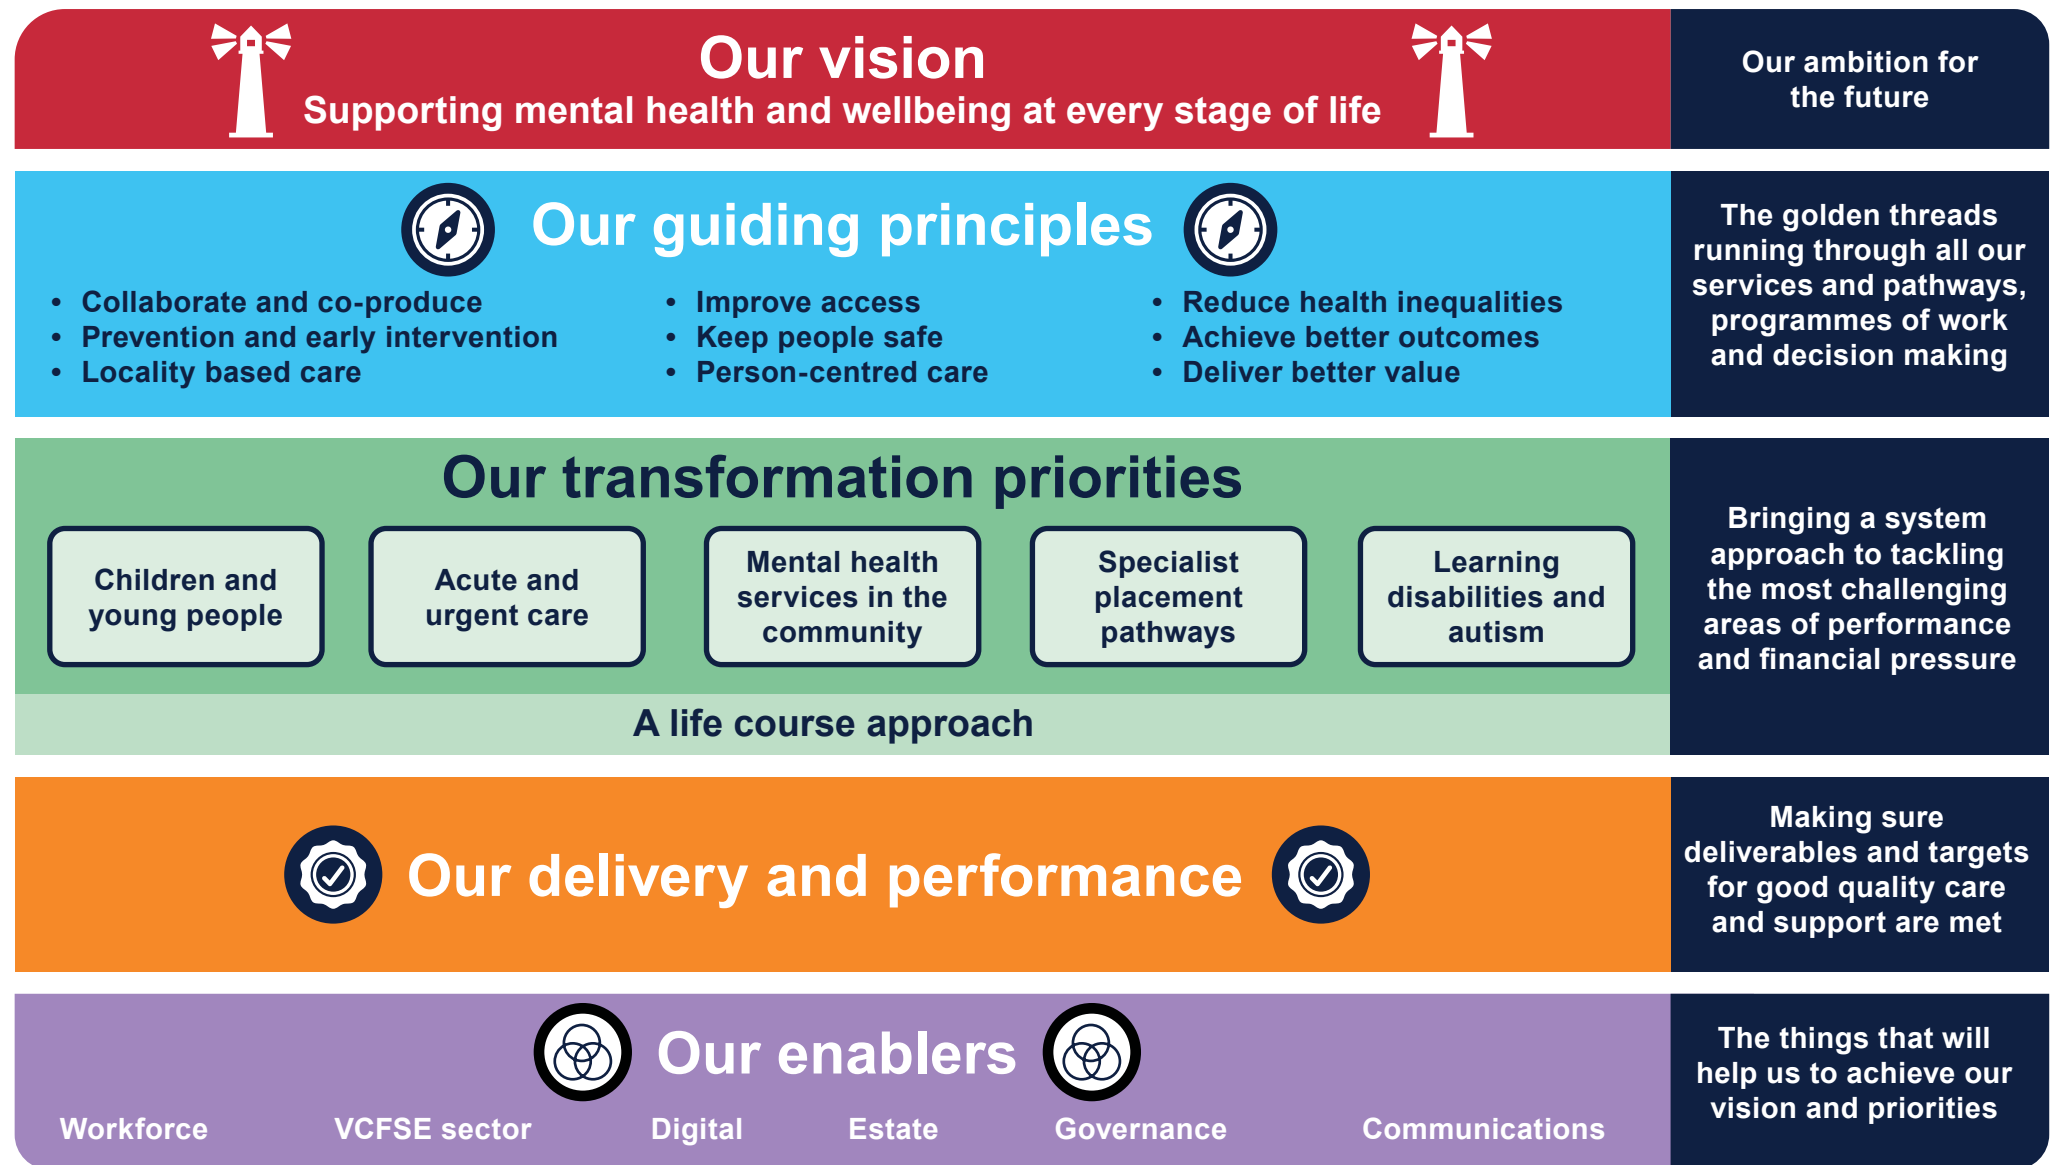 Our vision
Supporting mental health and wellbeing at every stage of life
Our ambition for
the future
Our guiding principles
• Collaborate and co-produce
• Prevention and early intervention
• Locality based care
• Improve access
• Keep people safe
• Person-centred care
• Reduce health inequalities
• Achieve better outcomes
• Deliver better value
The golden threads
running through all our
services and pathways,
programmes of work
and decision making
Our transformation priorities
Children and
young people
Acute and
urgent care
Mental health
services in the
community
Specialist
placement
pathways
Learning
disabilities and
autism
A life course approach
Bringing a system
approach to tackling
the most challenging
areas of performance
and financial pressure
Our delivery and performance
Making sure
deliverables and targets
for good quality care
and support are met
Our enablers
Workforce
VCFSE sector
Digital
Estate
Governance
Communications
The things that will
help us to achieve our
vision and priorities